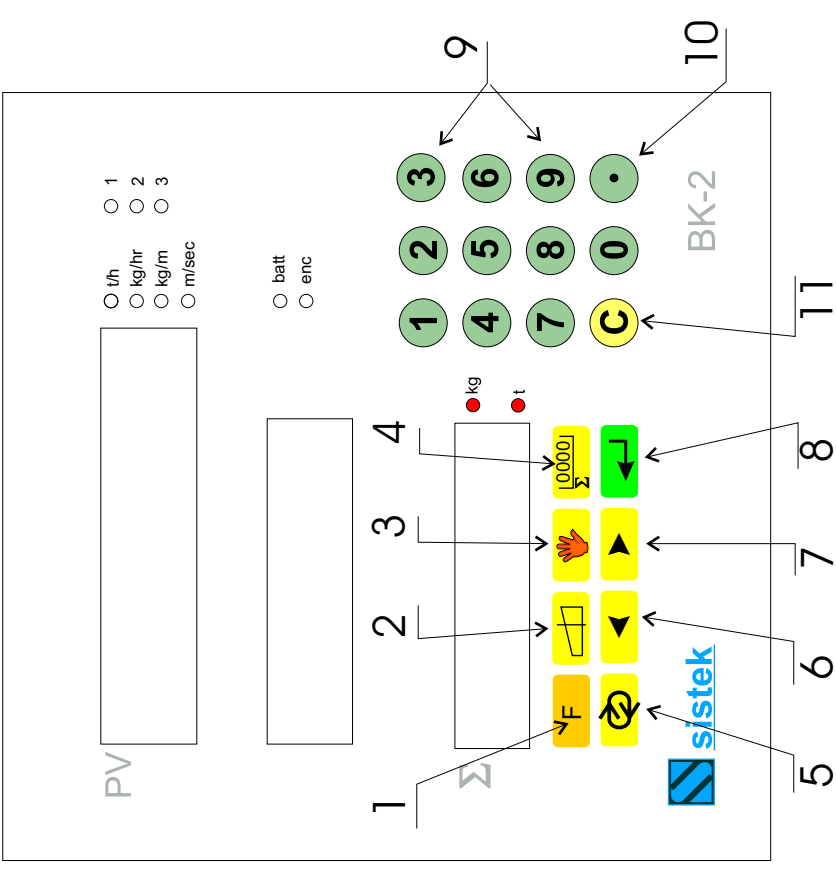 PV t/h 1
kg/hr 2
kg/m 3
m/sec
batt
enc
1 2 3 4
1 2 3
9
Σ kg
4 5 6
t
7 8 9
F 0000
Σ
C 0 •
sistek BK-2 10
5 6 7 8 11